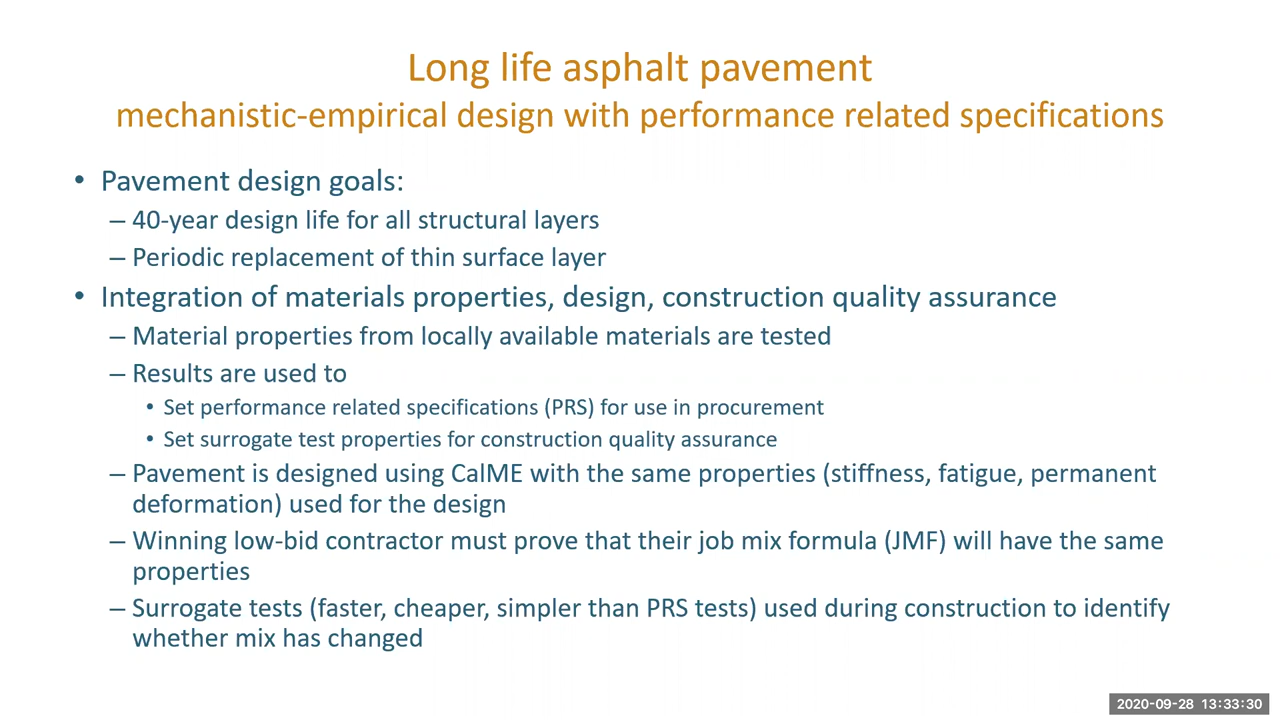 Long life asphalt pavement
mechanistic-empirical design with performance related specifications
• Pavement design goals:
– 40-year design life for all structural layers
– Periodic replacement of thin surface layer
• Integration of materials properties, design, construction quality assurance
– Material properties from locally available materials are tested
– Results are used to
• Set performance related specifications (PRS) for use in procurement
• Set surrogate test properties for construction quality assurance
– Pavement is designed using CalME with the same properties (stiffness, fatigue, permanent
deformation) used for the design
– Winning low-bid contractor must prove that their job mix formula (JMF) will have the same
properties
– Surrogate tests (faster, cheaper, simpler than PRS tests) used during construction to identify
whether mix has changed
2020-09-28 13:33:30